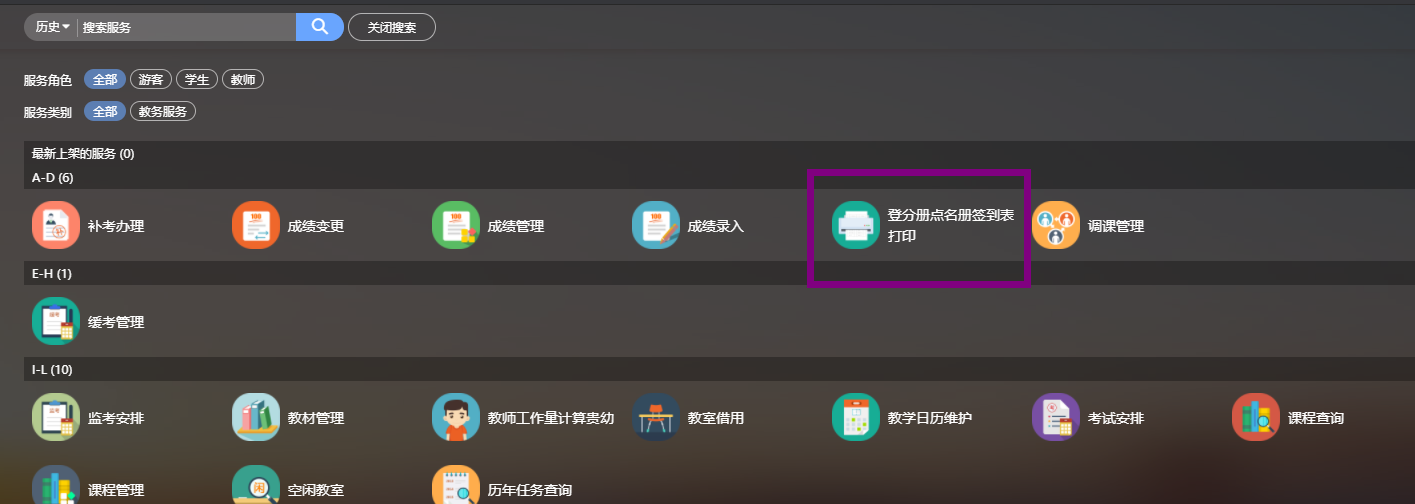 历史 搜索服务 关闭搜索
服务角色 全部 游客 学生 教师
服务类别 全部 教务服务
最新上架的服务 (0)
A-D (6)
补考办理 成绩变更 成绩管理 成绩录入 登分册点名册签到表 调课管理
打印
E-H (1)
缓考管理
I-L (10)
监考安排 教材管理 教师工作量计算贵幼 教室借用 教学日历维护 考试安排 课程查询
课程管理 空闲教室 历年任务查询